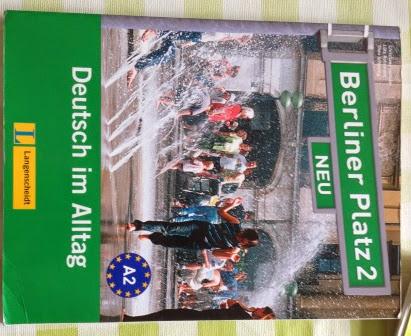 Berliner Platz 2
NEU
Deutsch im Alltag
A2
L
Langenscheidt